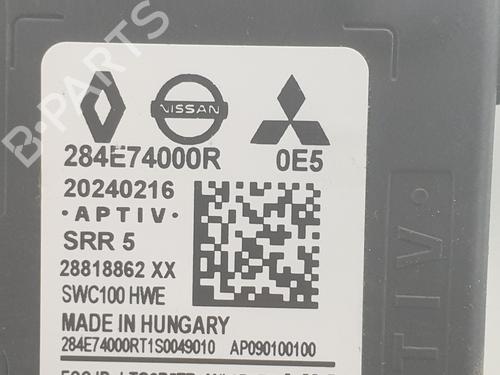 NISSAN
284E74000R 0E5
20240216
· APTIV ·
SRR 5
28818862 XX
SWC100 HWE
MADE IN HUNGARY
284E74000RT1S0049010 AP090100100
B-PARTS